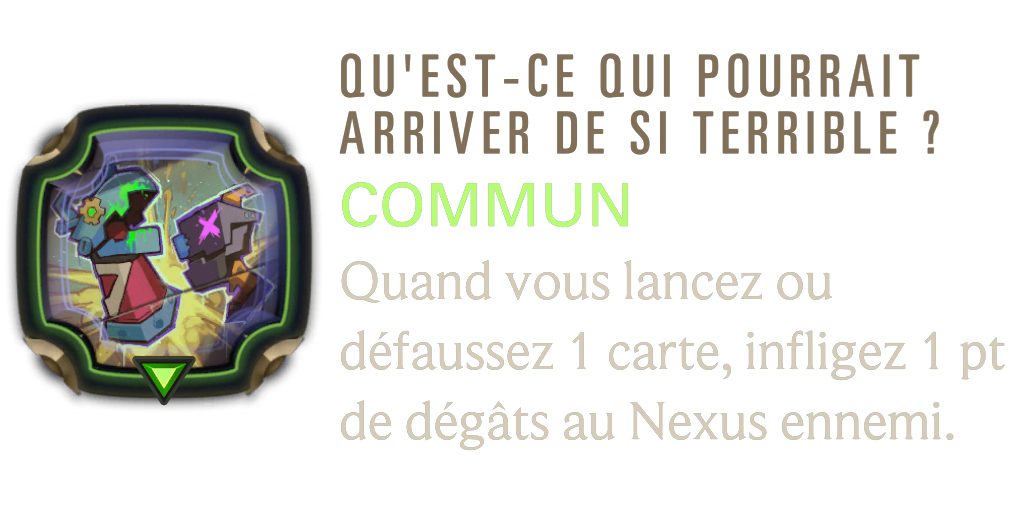 QU'EST-CE QUI POURRAIT
ARRIVER DE SI TERRIBLE ?
COMMUN
Quand vous lancez ou
défaussez 1 carte, infligez 1 pt
de dégâts au Nexus ennemi.